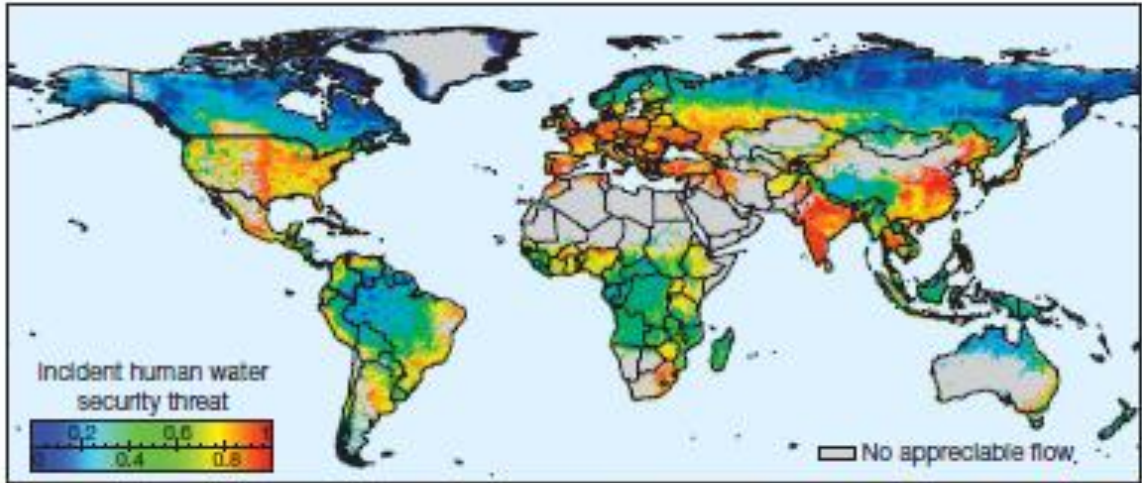 Incident human water
security threat
0.2 0.6 1
0 0.4 0.8
No appreciable flow